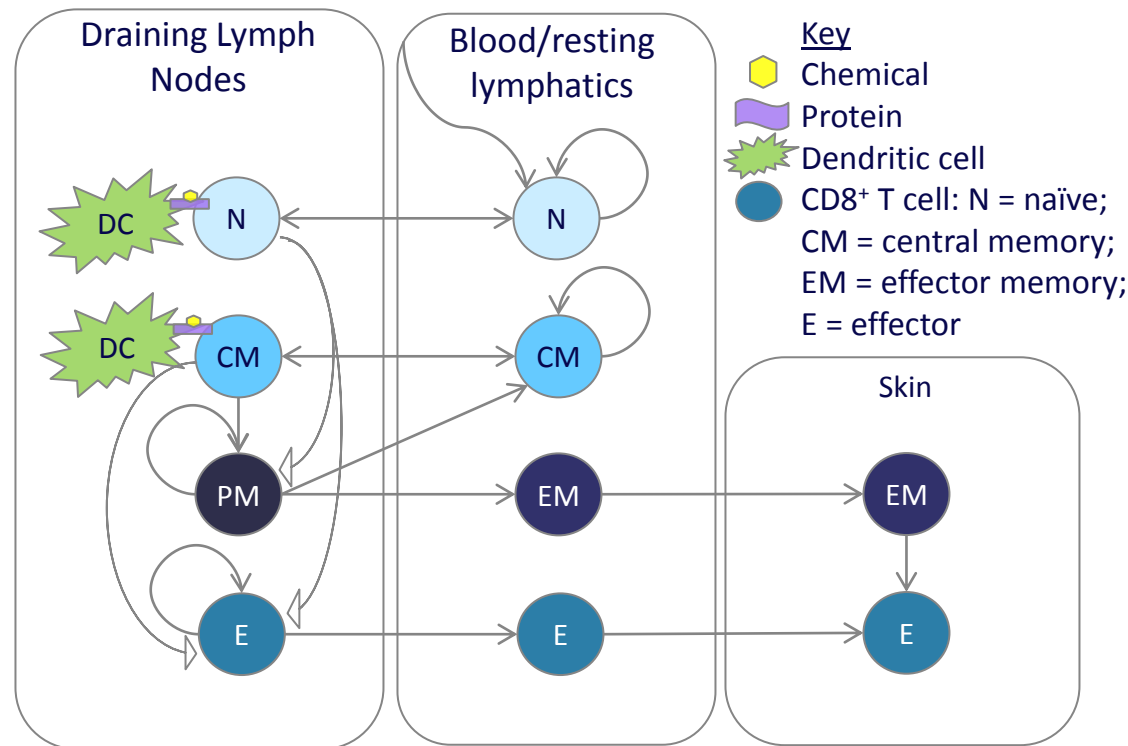 Draining Lymph
Nodes
Blood/resting
lymphatics
Key
Chemical
Protein
Dendritic cell
CD8⁺ T cell: N = naïve;
CM = central memory;
EM = effector memory;
E = effector
DC
N
N
DC
CM
CM
Skin
PM
EM
EM
E
E
E